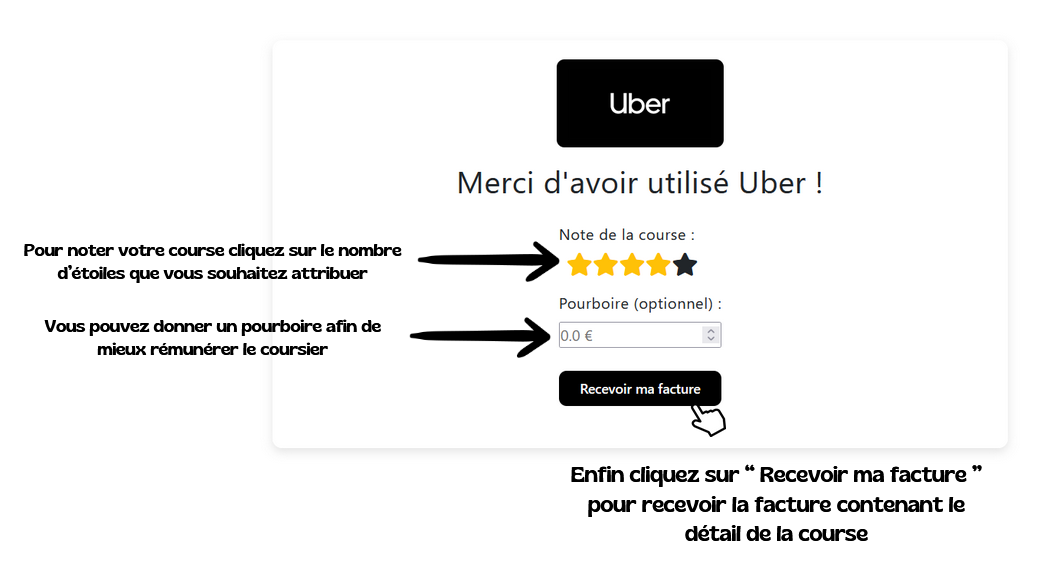 Uber
Merci d'avoir utilisé Uber !
Note de la course :
Pour noter votre course cliquez sur le nombre
d'étoiles que vous souhaitez attribuer
Pourboire (optionnel) :
Vous pouvez donner un pourboire afin de
mieux rémunérer le coursier
0.0 €
Recevoir ma facture
Enfin cliquez sur “ Recevoir ma facture ”
pour recevoir la facture contenant le
détail de la course